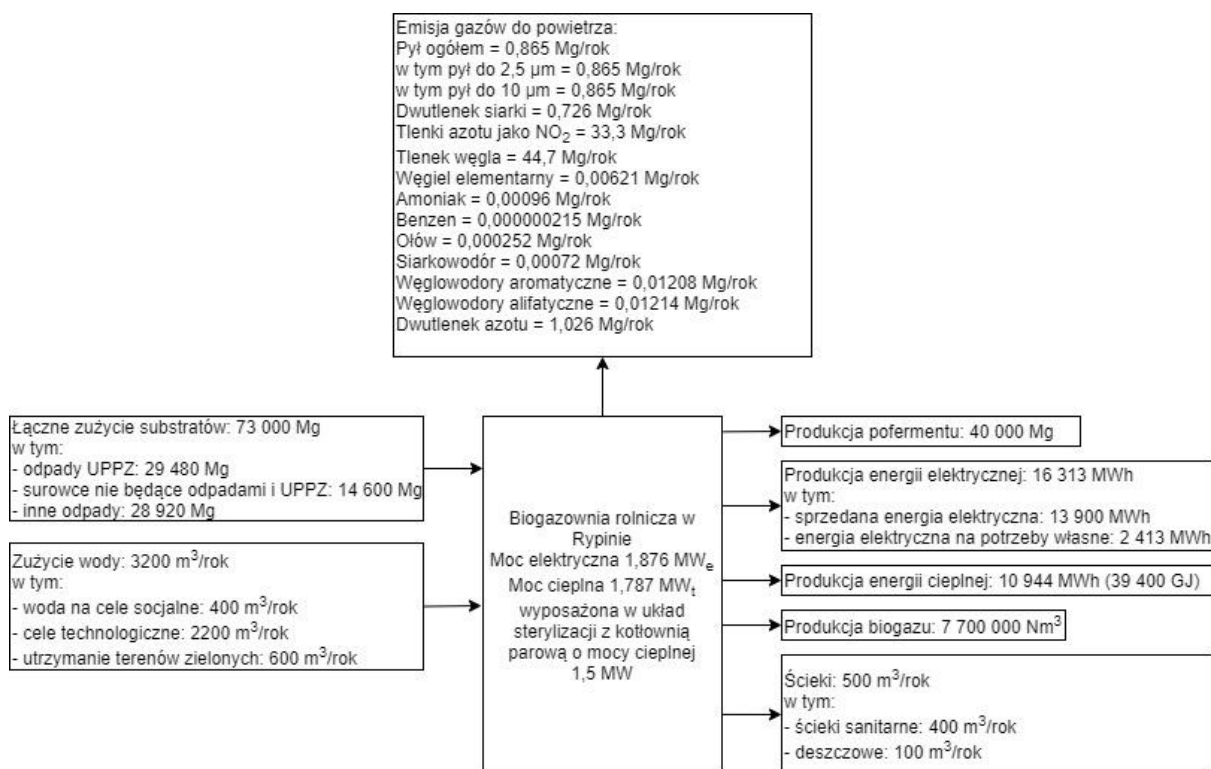 Emisja gazów do powietrza:
Pył ogółem = 0,865 Mg/rok
w tym pył do 2,5 µm = 0,865 Mg/rok
w tym pył do 10 µm = 0,865 Mg/rok
Dwutlenek siarki = 0,726 Mg/rok
Tlenki azotu jako NO₂ = 33,3 Mg/rok
Tlenek węgla = 44,7 Mg/rok
Węgiel elementarny = 0,00621 Mg/rok
Amoniak = 0,00096 Mg/rok
Benzen = 0,000000215 Mg/rok
Ołów = 0,000252 Mg/rok
Siarkowodór = 0,00072 Mg/rok
Węglowodory aromatyczne = 0,01208 Mg/rok
Węglowodory alifatyczne = 0,01214 Mg/rok
Dwutlenek azotu = 1,026 Mg/rok
Łączne zużycie substratów: 73 000 Mg
w tym:
- odpady UPPZ: 29 480 Mg
- surowce nie będące odpadami i UPPZ: 14 600 Mg
- inne odpady: 28 920 Mg
Zużycie wody: 3200 m³/rok
w tym:
- woda na cele socjalne: 400 m³/rok
- cele technologiczne: 2200 m³/rok
- utrzymanie terenów zielonych: 600 m³/rok
Biogazownia rolnicza w
Rypinie
Moc elektryczna 1,876 MWₑ
Moc cieplna 1,787 MWₜ
wyposażona w układ
sterylizacji z kotłownią
parową o mocy cieplnej
1,5 MW
Produkcja pofermentu: 40 000 Mg
Produkcja energii elektrycznej: 16 313 MWh
w tym:
- sprzedana energia elektryczna: 13 900 MWh
- energia elektryczna na potrzeby własne: 2 413 MWh
Produkcja energii cieplnej: 10 944 MWh (39 400 GJ)
Produkcja biogazu: 7 700 000 Nm³
Ścieki: 500 m³/rok
w tym:
- ścieki sanitarne: 400 m³/rok
- deszczowe: 100 m³/rok